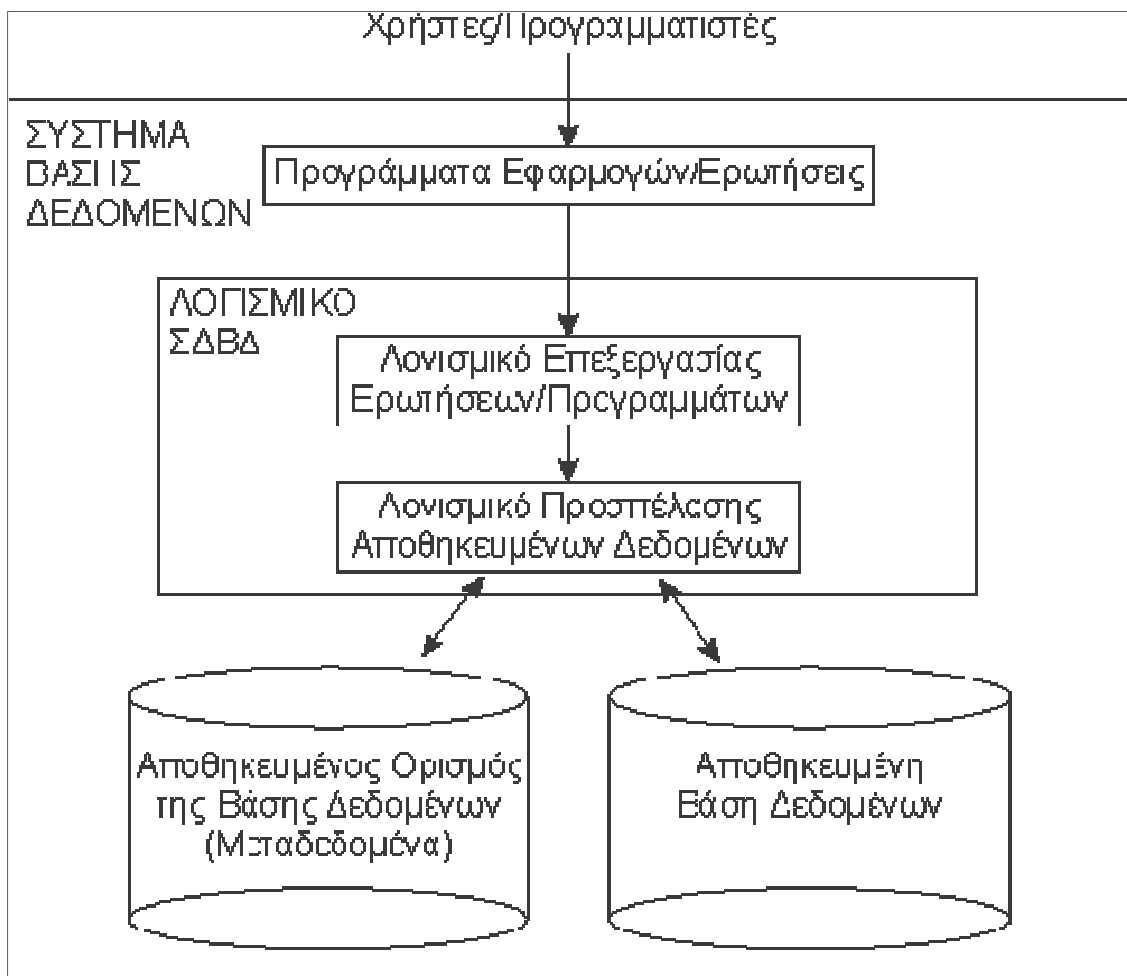 Χρήστες/Προγραμματιστές
ΣΥΣΤΗΜΑ
ΒΑΣΗΣ
ΔΕΔΟΜΕΝΩΝ
Προγράμματα Εφαρμογών/Ερωτήσεις
ΛΟΓΙΣΜΙΚΟ
ΣΔΒΔ
Λογισμικό Επεξεργασίας
Ερωτήσεων/Προγραμμάτων
Λογισμικό Προσπέλασης
Αποθηκευμένων Δεδομένων
Αποθηκευμένος Ορισμός
της Βάσης Δεδομένων
(Μεταδεδομένα)
Αποθηκευμένη
Βάση Δεδομένων